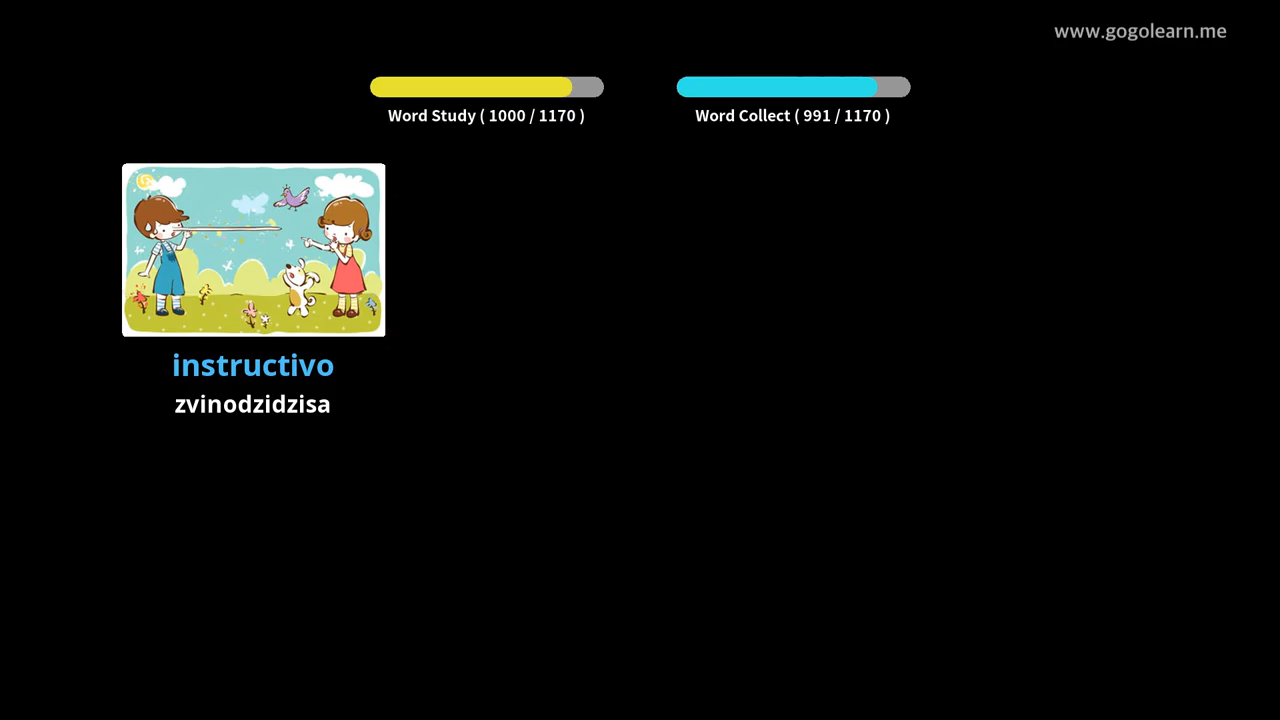 www.gogolearn.me
Word Study ( 1000 / 1170 )
Word Collect ( 991 / 1170 )
instructivo
zvinodzidzisa